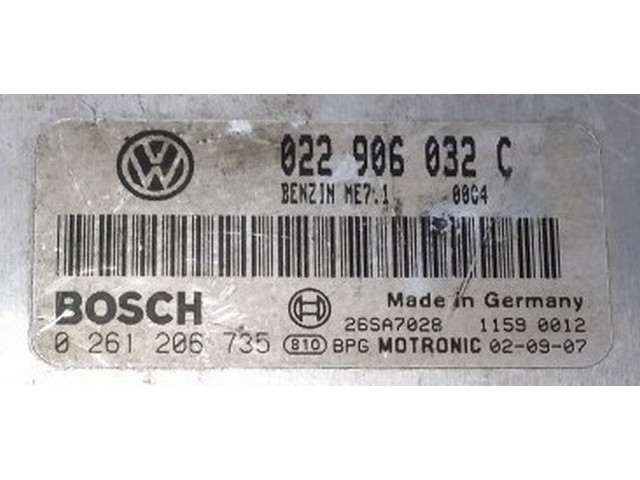 022 906 032 C
BENZIN ME7.1 00C4
BOSCH
Made in Germany
26SA7028 1159 0012
0 261 206 735 810 BPG MOTRONIC 02-09-07